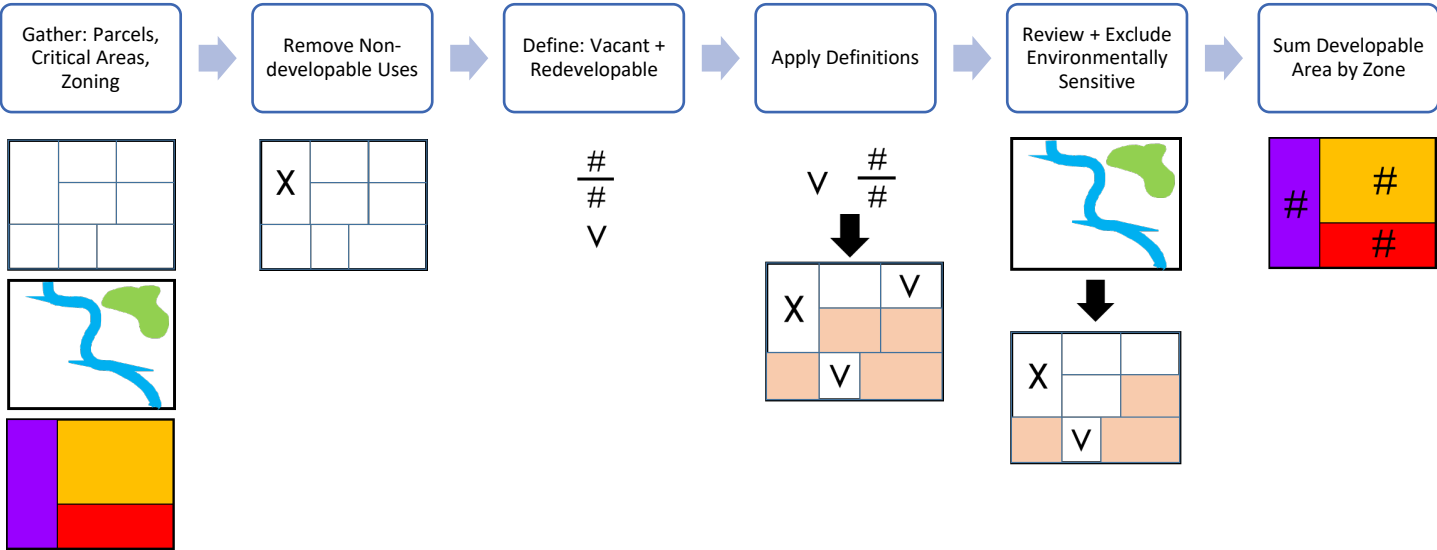 Gather: Parcels,
Critical Areas,
Zoning
Remove Non-
developable Uses
Define: Vacant +
Redevelopable
Apply Definitions
Review + Exclude
Environmentally
Sensitive
Sum Developable
Area by Zone
X
#
#
V
V
#
#
X
V
V
X
V
#
#
#